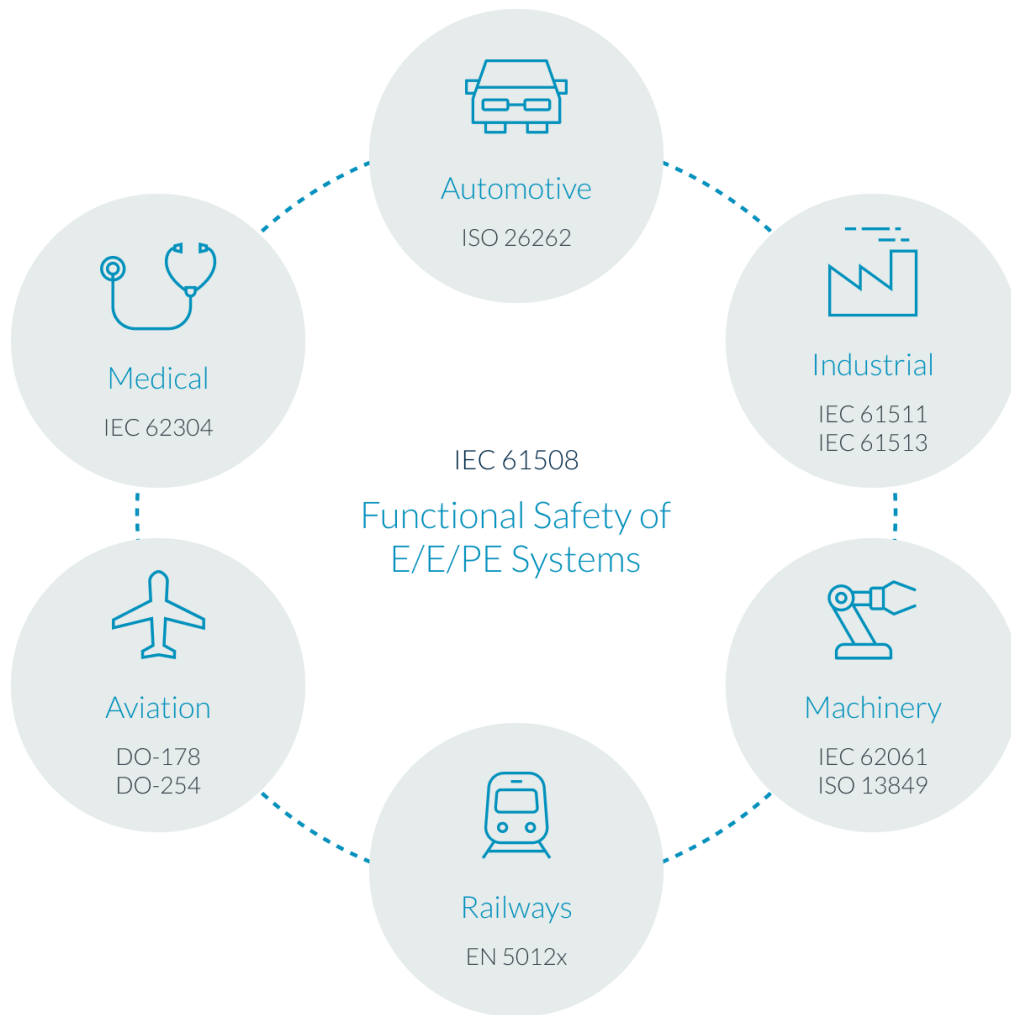 Automotive
ISO 26262
Medical
IEC 62304
Industrial
IEC 61511
IEC 61513
IEC 61508
Functional Safety of
E/E/PE Systems
Aviation
DO-178
DO-254
Machinery
IEC 62061
ISO 13849
Railways
EN 5012x